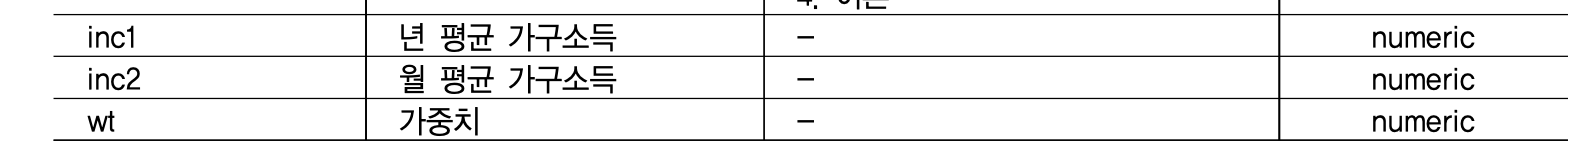 inc1 년 평균 가구소득 - numeric
inc2 월 평균 가구소득 - numeric
wt 가중치 - numeric